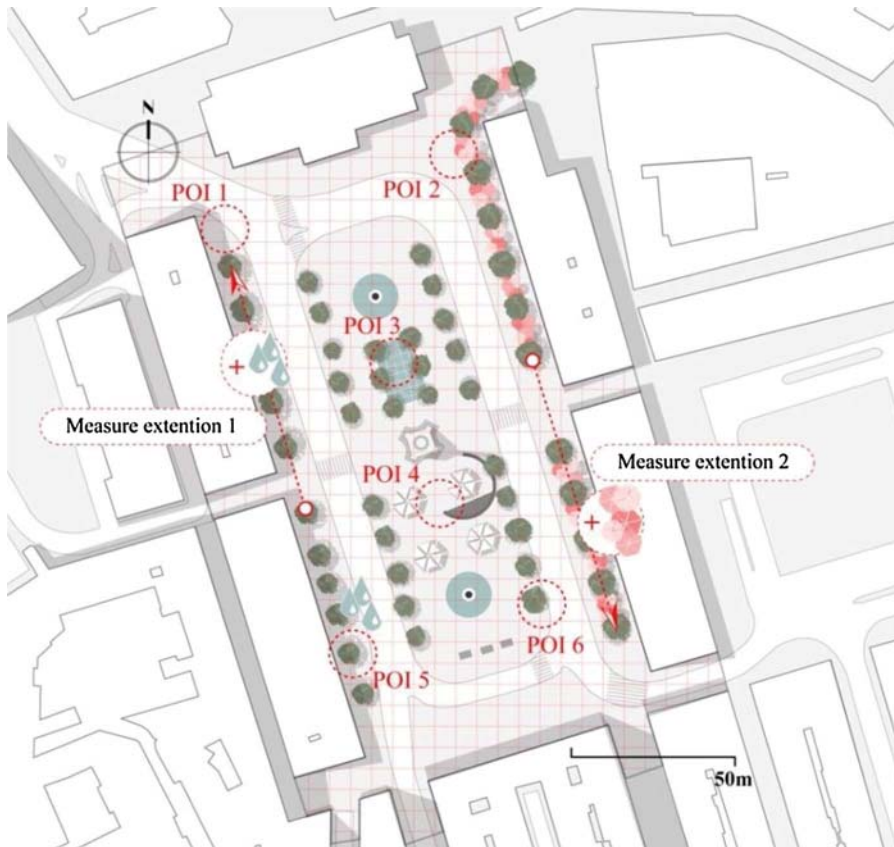 N
POI 1
POI 2
POI 3
Measure extention 1
Measure extention 2
POI 4
POI 6
POI 5
50m